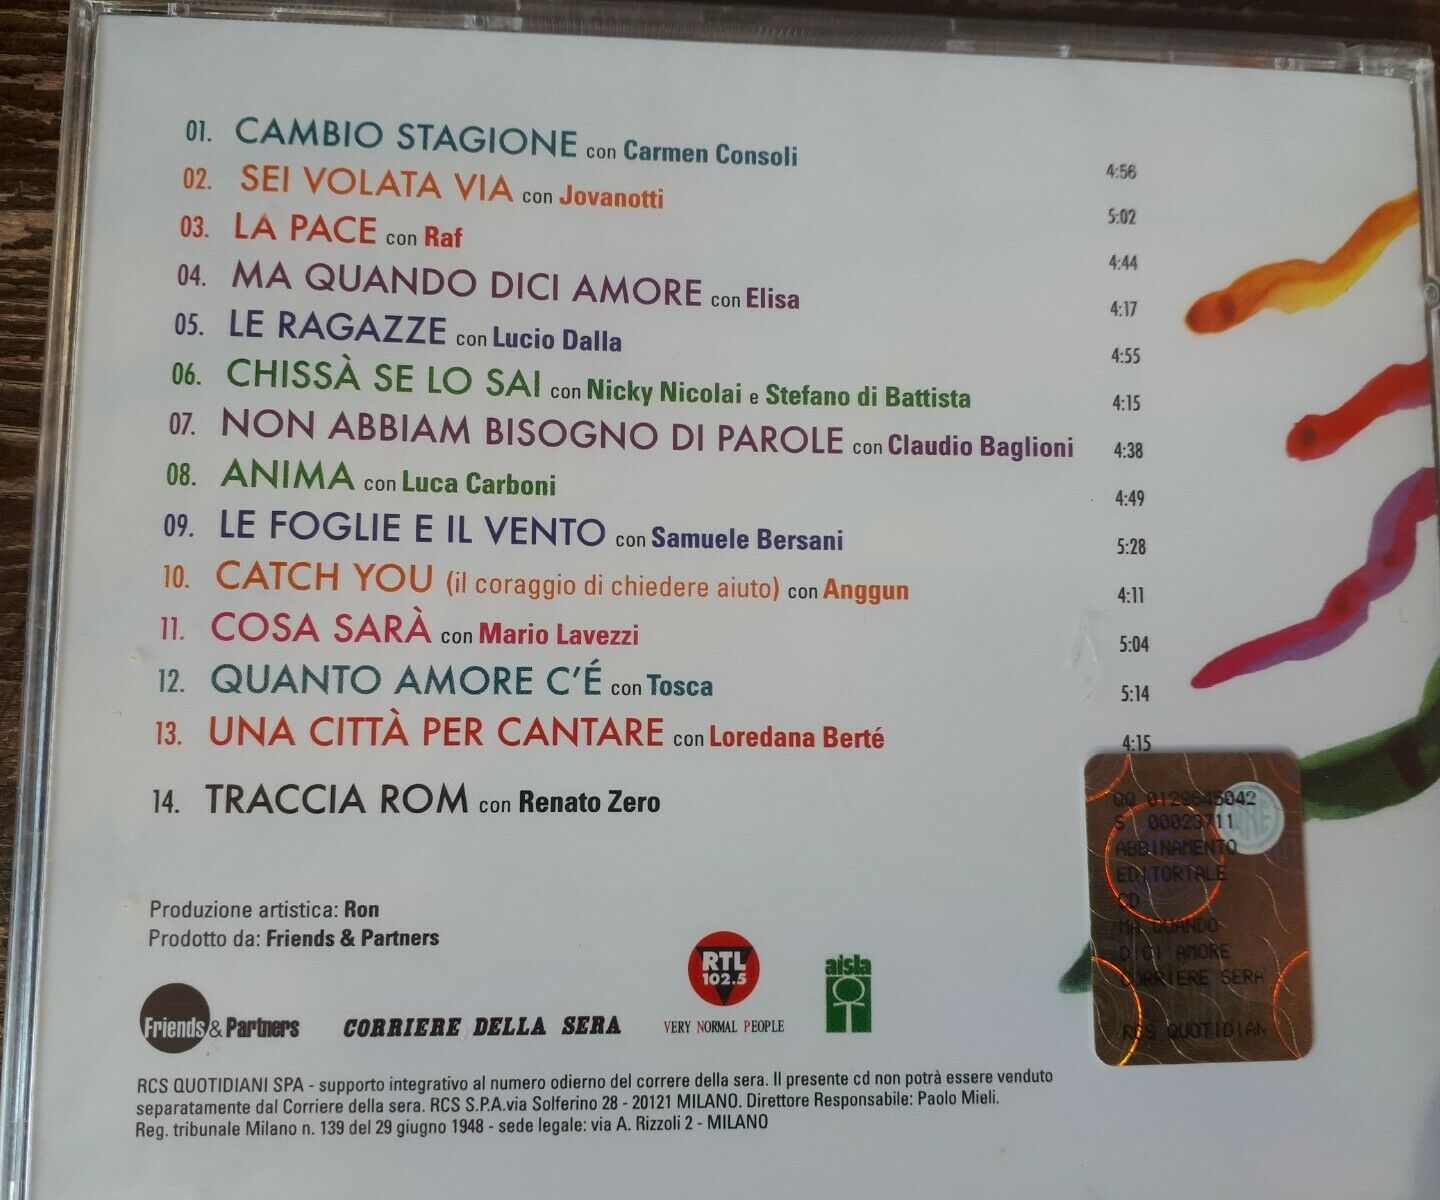 01. CAMBIO STAGIONE con Carmen Consoli 4:56
02. SEI VOLATA VIA con Jovanotti 5:02
03. LA PACE con Raf 4:44
04. MA QUANDO DICI AMORE con Elisa 4:17
05. LE RAGAZZE con Lucio Dalla 4:55
06. CHISSÀ SE LO SAI con Nicky Nicolai e Stefano di Battista 4:15
07. NON ABBIAM BISOGNO DI PAROLE con Claudio Baglioni 4:38
08. ANIMA con Luca Carboni 4:49
09. LE FOGLIE E IL VENTO con Samuele Bersani 5:28
10. CATCH YOU (il coraggio di chiedere aiuto) con Anggun 4:11
11. COSA SARÀ con Mario Lavezzi 5:04
12. QUANTO AMORE C'É con Tosca 5:14
13. UNA CITTÀ PER CANTARE con Loredana Berté 4:15
14. TRACCIA ROM con Renato Zero
QQ 0129645042
S 00023711
ABBINAMENTO
EDITORIALE
CD
MA QUANDO
DICI AMORE
CORRIERE SERA
RCS QUOTIDIAN
Produzione artistica: Ron
Prodotto da: Friends & Partners
Friends & Partners
CORRIERE DELLA SERA
RTL
102.5
VERY NORMAL PEOPLE
aisla
RCS QUOTIDIANI SPA - supporto integrativo al numero odierno del correre della sera. Il presente cd non potrà essere venduto
separatamente dal Corriere della sera. RCS S.P.A.via Solferino 28 - 20121 MILANO. Direttore Responsabile: Paolo Mieli.
Reg. tribunale Milano n. 139 del 29 giugno 1948 - sede legale: via A. Rizzoli 2 - MILANO